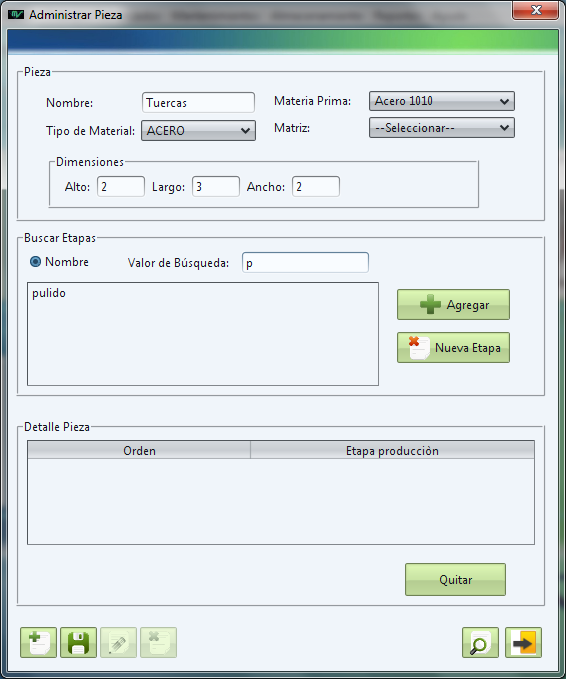 Administrar Pieza
Pieza
Nombre: Tuercas Materia Prima: Acero 1010
Tipo de Material: ACERO Matriz: --Seleccionar--
Dimensiones
Alto: 2 Largo: 3 Ancho: 2
Buscar Etapas
Nombre Valor de Búsqueda: p
pulido
Agregar
Nueva Etapa
Detalle Pieza
Orden Etapa producciòn
Quitar